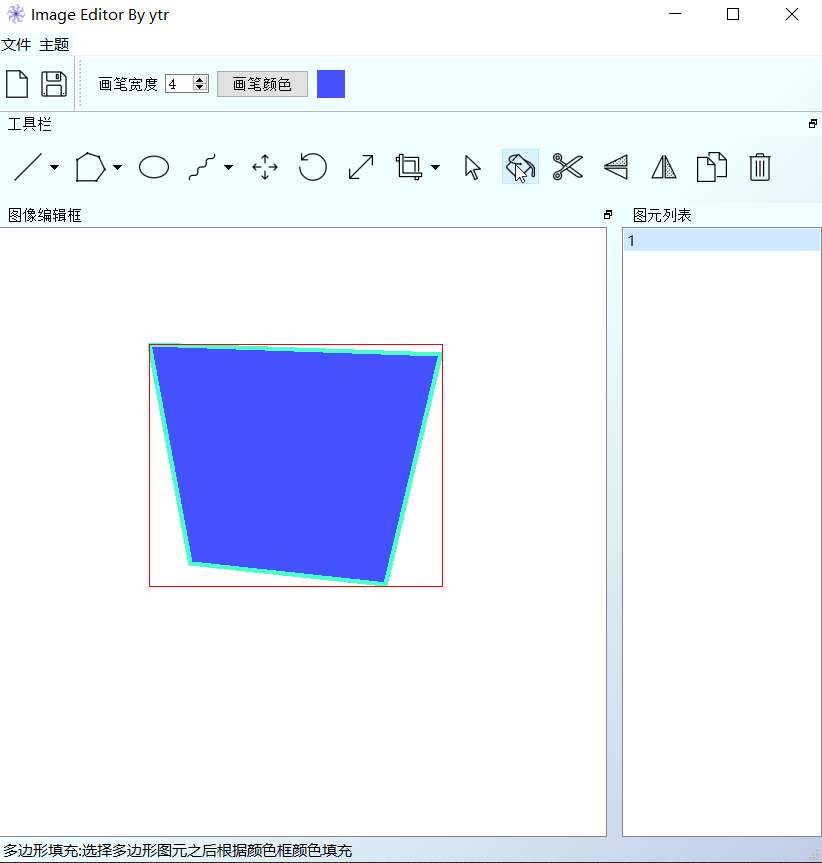 Image Editor By ytr
文件 主题
画笔宽度 4 画笔颜色
工具栏
图像编辑框 图元列表
1
多边形填充:选择多边形图元之后根据颜色框颜色填充